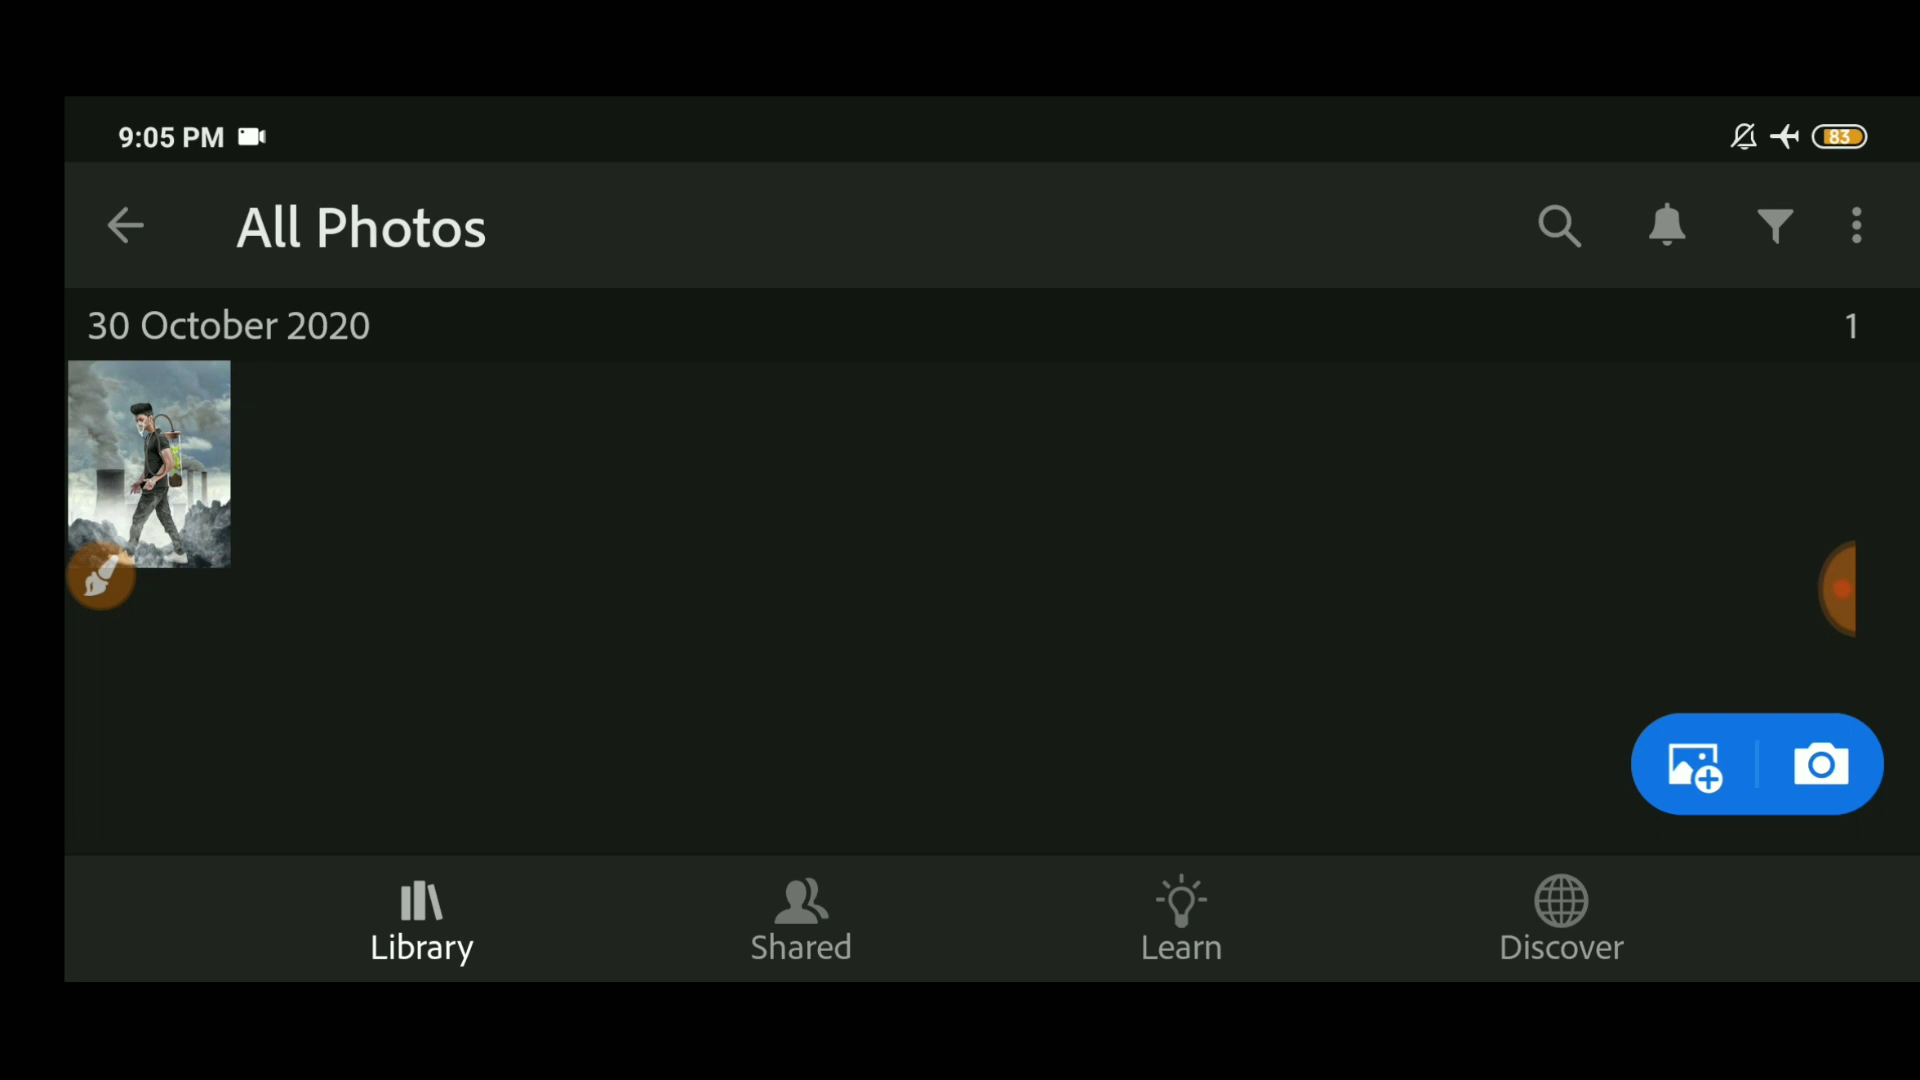 9:05 PM
83
All Photos
30 October 2020
1
Library
Shared
Learn
Discover